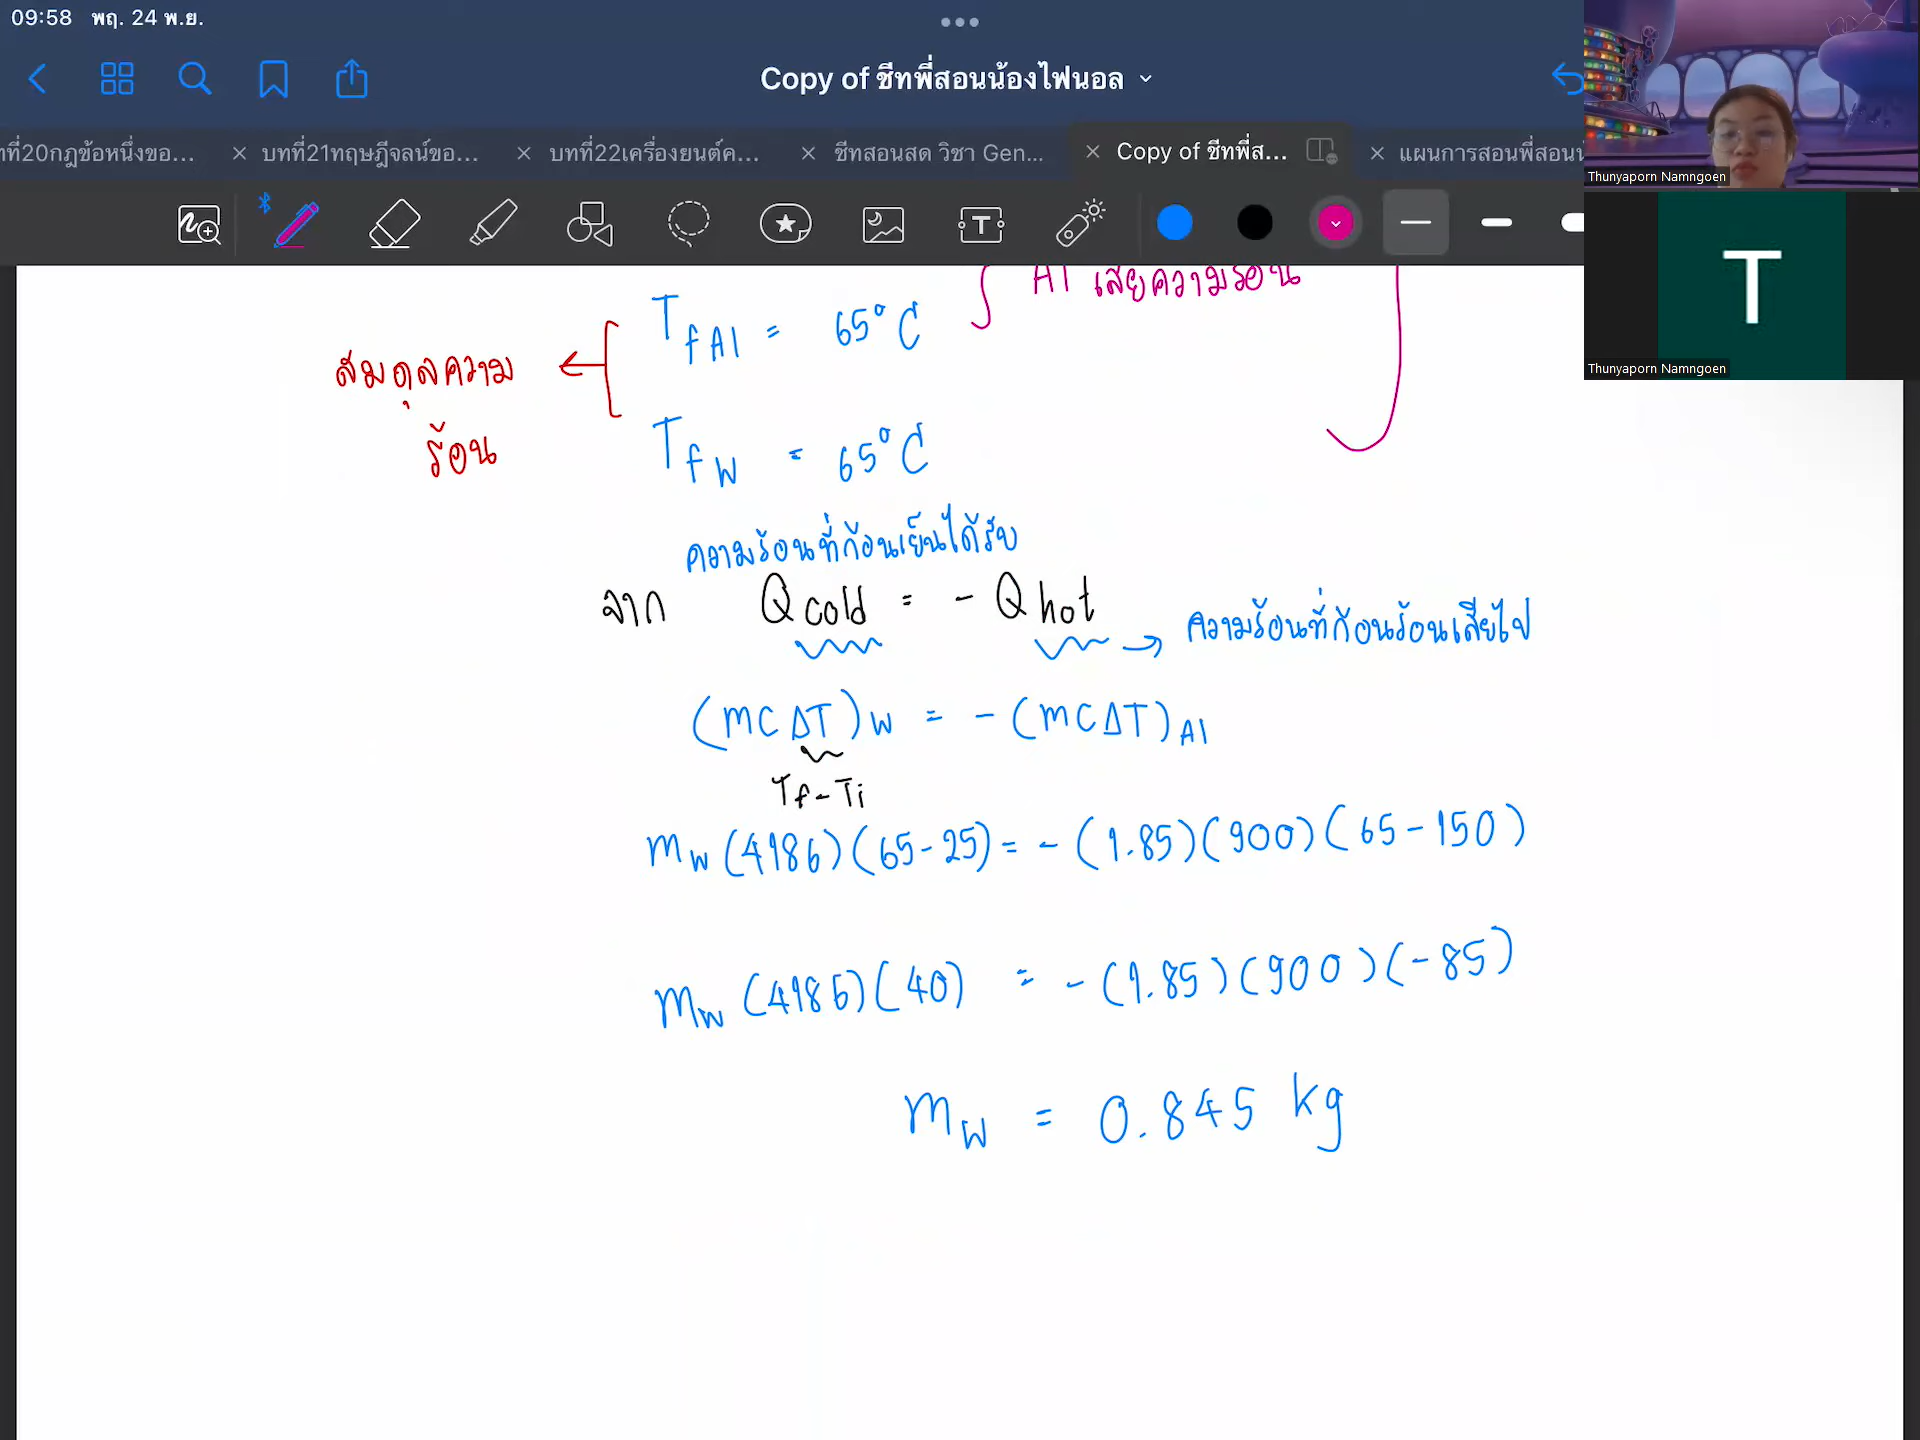 09:58 พฤ. 24 พ.ย.
Copy of ชีทพี่สอนน้องไฟนอล
ทที่20กฎข้อหนึ่งขอ...
บทที่21ทฤษฎีจลน์ขอ...
บทที่22เครื่องยนต์ค...
ชีทสอนสด วิชา Gen...
Copy of ชีทพี่ส...
แผนการสอนพี่สอน
Thunyaporn Namngoen
T
Thunyaporn Namngoen
Al เสียความร้อน
T f Al = 65°C
สมดุลความ
ร้อน
T f w = 65°C
ความร้อนที่ก้อนเย็นได้รับ
จาก Q cold = - Q hot
ความร้อนที่ก้อนร้อนเสียไป
(mcΔT)w = -(mcΔT)Al
Tf-Ti
mw(4186)(65-25) = -(1.85)(900)(65-150)
mw(4186)(40) = -(1.85)(900)(-85)
mw = 0.845 kg